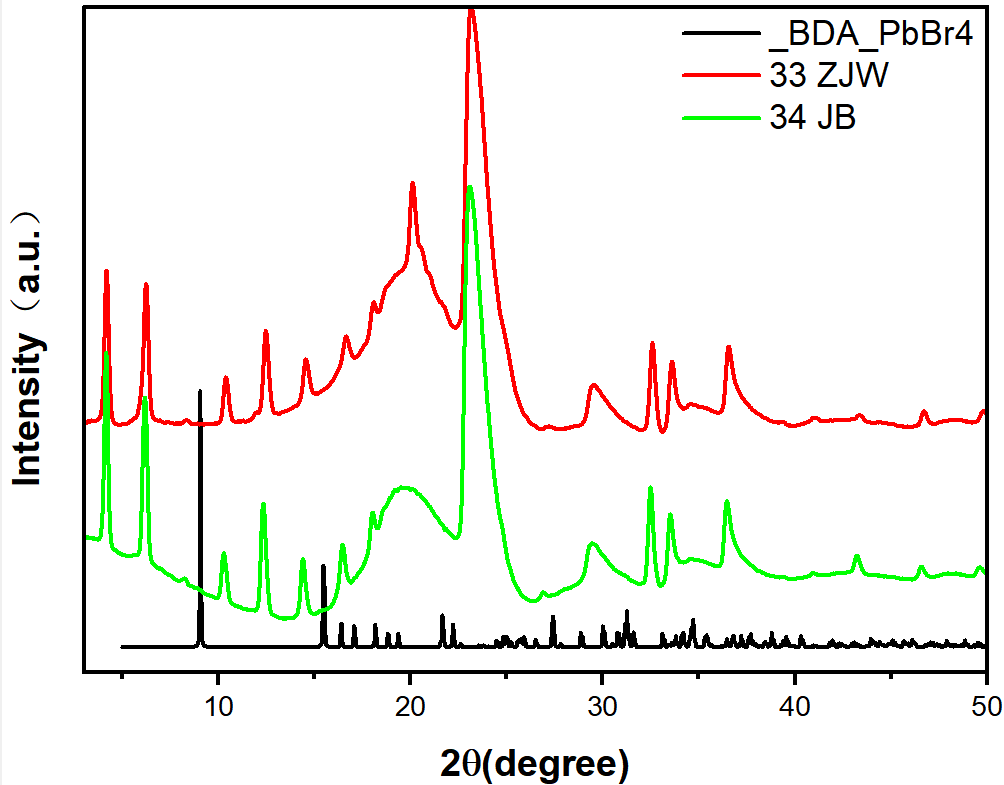 _BDA_PbBr4
33 ZJW
34 JB
Intensity（a.u.）
10 20 30 40 50
2θ(degree)